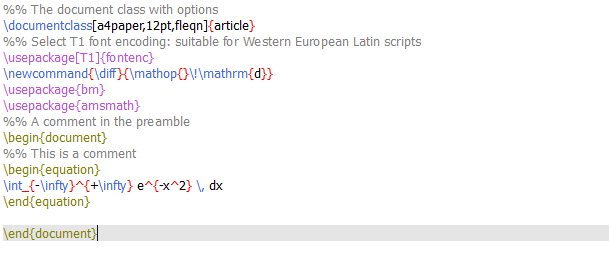 %% The document class with options
\documentclass[a4paper,12pt,fleqn]{article}
%% Select T1 font encoding: suitable for Western European Latin scripts
\usepackage[T1]{fontenc}
\newcommand{\diff}{\mathop{}\!\mathrm{d}}
\usepackage{bm}
\usepackage{amsmath}
%% A comment in the preamble
\begin{document}
%% This is a comment
\begin{equation}
\int_{-\infty}^{+\infty} e^{-x^2} \, dx
\end{equation}
\end{document}